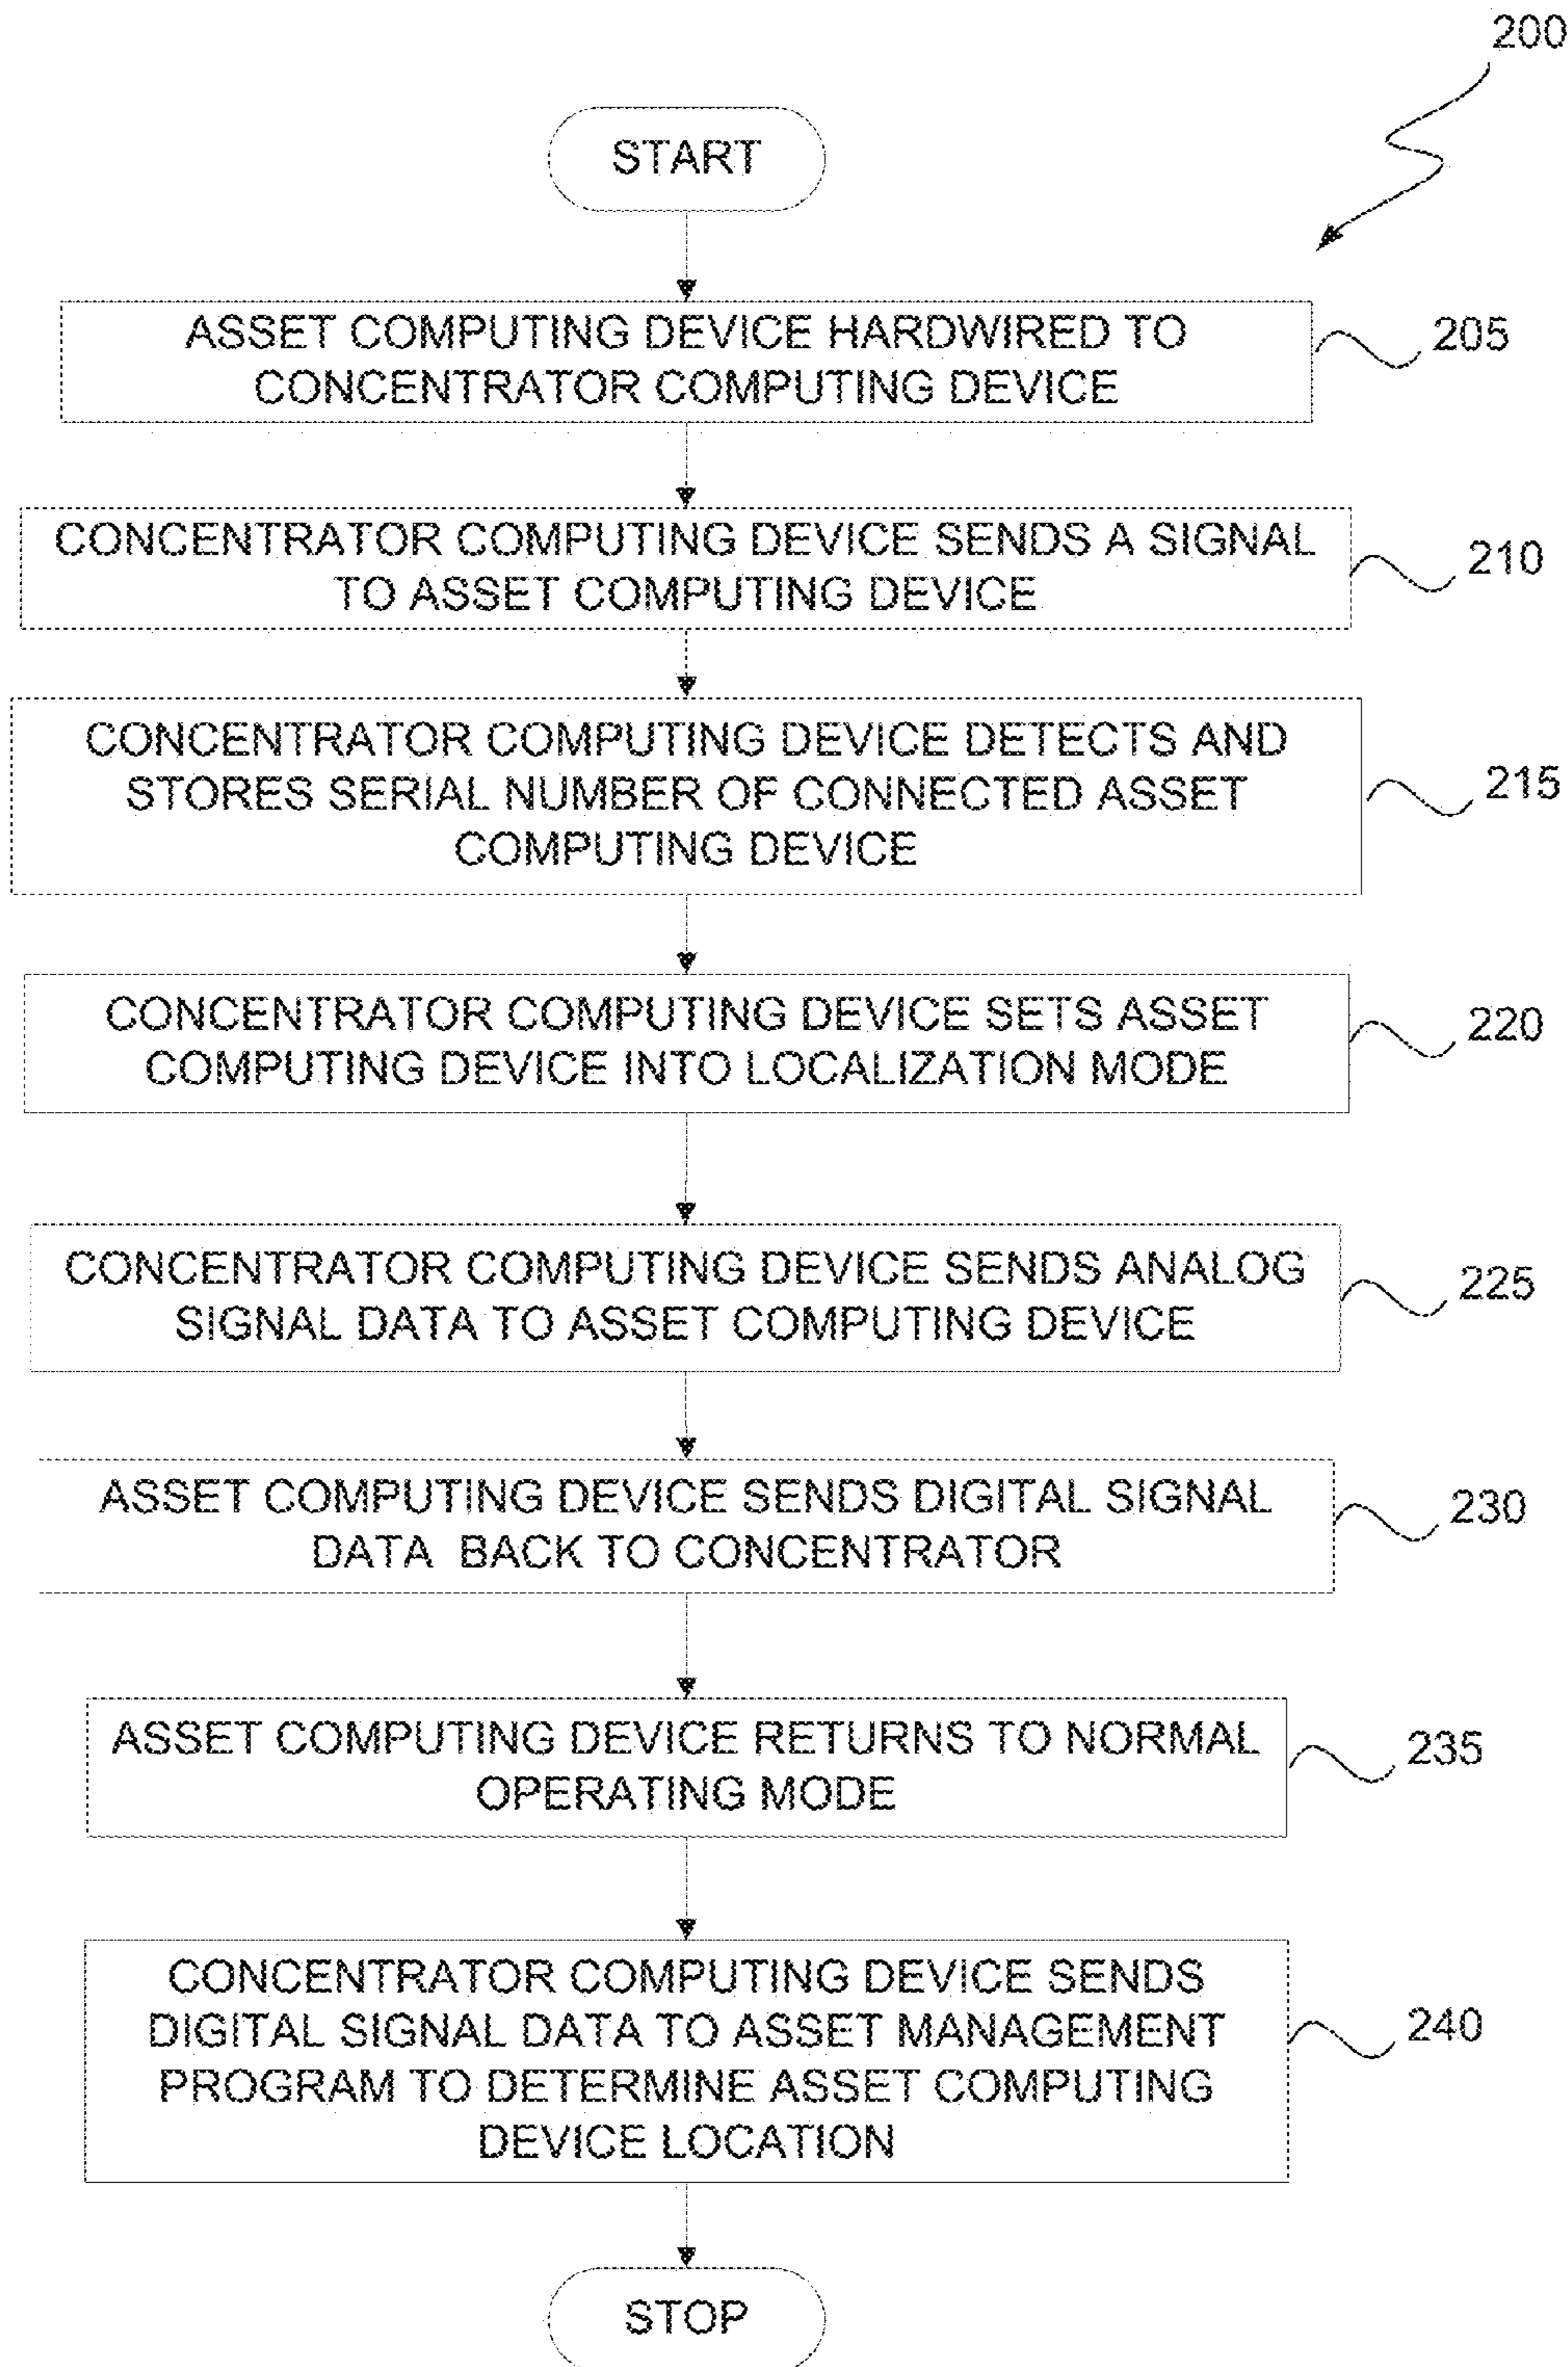 200
START
ASSET COMPUTING DEVICE HARDWIRED TO
CONCENTRATOR COMPUTING DEVICE
205
CONCENTRATOR COMPUTING DEVICE SENDS A SIGNAL
TO ASSET COMPUTING DEVICE
210
CONCENTRATOR COMPUTING DEVICE DETECTS AND
STORES SERIAL NUMBER OF CONNECTED ASSET
COMPUTING DEVICE
215
CONCENTRATOR COMPUTING DEVICE SETS ASSET
COMPUTING DEVICE INTO LOCALIZATION MODE
220
CONCENTRATOR COMPUTING DEVICE SENDS ANALOG
SIGNAL DATA TO ASSET COMPUTING DEVICE
225
ASSET COMPUTING DEVICE SENDS DIGITAL SIGNAL
DATA BACK TO CONCENTRATOR
230
ASSET COMPUTING DEVICE RETURNS TO NORMAL
OPERATING MODE
235
CONCENTRATOR COMPUTING DEVICE SENDS
DIGITAL SIGNAL DATA TO ASSET MANAGEMENT
PROGRAM TO DETERMINE ASSET COMPUTING
DEVICE LOCATION
240
STOP